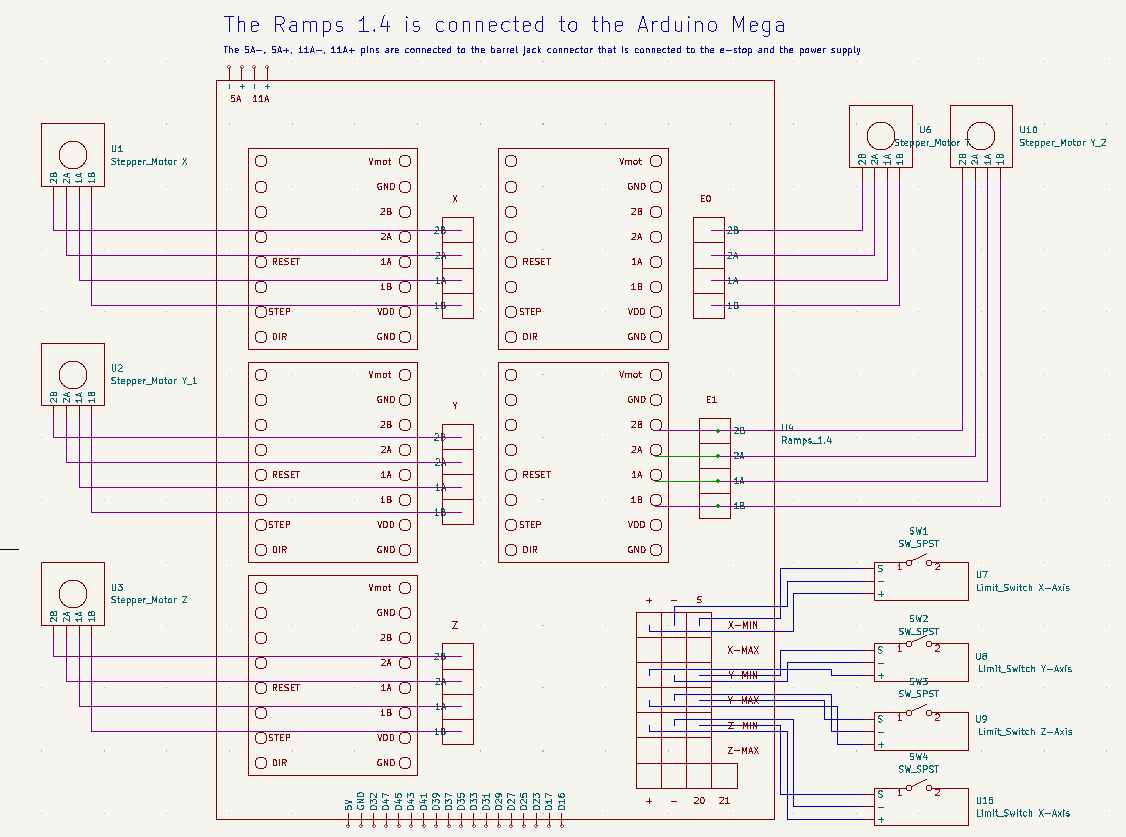 The Ramps 1.4 is connected to the Arduino Mega
The 5A-, 5A+, 11A-, 11A+ pins are connected to the barrel jack connector that is connected to the e-stop and the power supply
- + - +
5A 11A
U1
Stepper_Motor X
2B 2A 1A 1B
Vmot
GND
2B
2A
RESET 1A
1B
STEP VDD
DIR GND
X
2B
2A
1A
1B
Vmot
GND
2B
2A
RESET 1A
1B
STEP VDD
DIR GND
E0
2B
2A
1A
1B
U6
Stepper_Motor T
2B 2A 1A 1B
U10
Stepper_Motor Y_2
2B 2A 1A 1B
U2
Stepper_Motor Y_1
2B 2A 1A 1B
Vmot
GND
2B
2A
RESET 1A
1B
STEP VDD
DIR GND
Y
2B
2A
1A
1B
Vmot
GND
2B
2A
RESET 1A
1B
STEP VDD
DIR GND
E1
2B
2A
1A
1B
U4
Ramps_1.4
U3
Stepper_Motor Z
2B 2A 1A 1B
Vmot
GND
2B
2A
RESET 1A
1B
STEP VDD
DIR GND
Z
2B
2A
1A
1B
+ - S
X-MIN
X-MAX
Y-MIN
Y-MAX
Z-MIN
Z-MAX
+ - 20 21
SW1
SW_SPST
1 2
S
-
+
U7
Limit_Switch X-Axis
SW2
SW_SPST
1 2
S
-
+
U8
Limit_Switch Y-Axis
SW3
SW_SPST
1 2
S
-
+
U9
Limit_Switch Z-Axis
SW4
SW_SPST
1 2
S
-
+
U15
Limit_Switch X-Axis
5V GND D32 D47 D45 D43 D41 D39 D37 D35 D33 D31 D29 D27 D25 D23 D17 D16